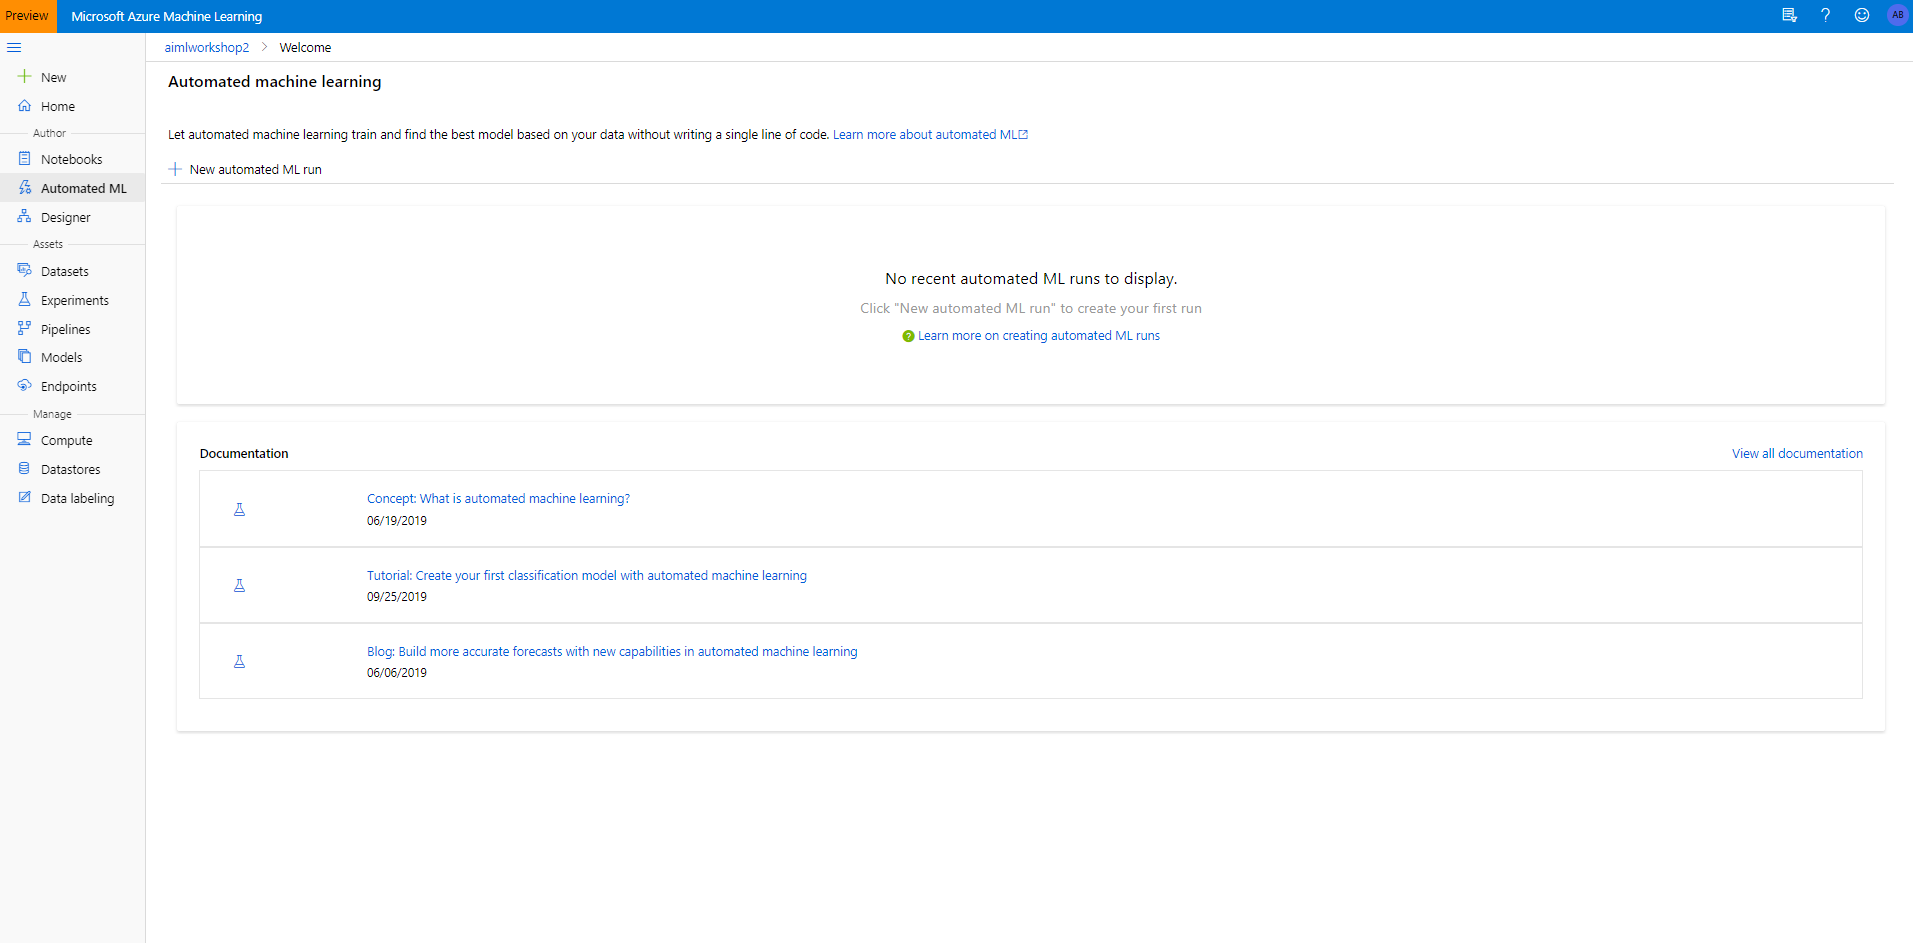 Preview
Microsoft Azure Machine Learning
?
AB
aimlworkshop2 > Welcome
New
Home
Author
Notebooks
Automated ML
Designer
Assets
Datasets
Experiments
Pipelines
Models
Endpoints
Manage
Compute
Datastores
Data labeling
Automated machine learning
Let automated machine learning train and find the best model based on your data without writing a single line of code. Learn more about automated ML
New automated ML run
No recent automated ML runs to display.
Click "New automated ML run" to create your first run
? Learn more on creating automated ML runs
Documentation
View all documentation
Concept: What is automated machine learning?
06/19/2019
Tutorial: Create your first classification model with automated machine learning
09/25/2019
Blog: Build more accurate forecasts with new capabilities in automated machine learning
06/06/2019